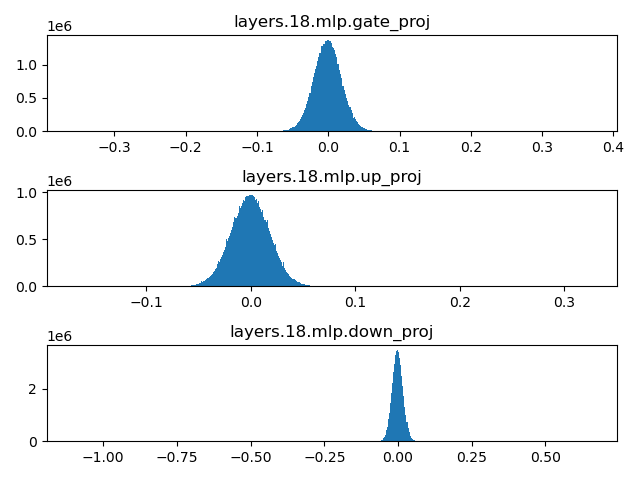 layers.18.mlp.gate_proj
1e6
1.0
0.5
0.0
−0.3 −0.2 −0.1 0.0 0.1 0.2 0.3 0.4
layers.18.mlp.up_proj
1e6
1.0
0.5
0.0
−0.1 0.0 0.1 0.2 0.3
layers.18.mlp.down_proj
1e6
2
0
−1.00 −0.75 −0.50 −0.25 0.00 0.25 0.50